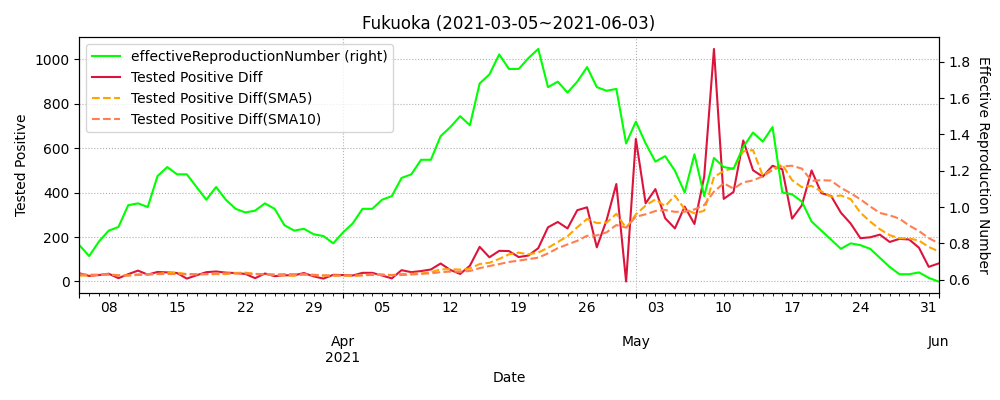 Fukuoka (2021-03-05~2021-06-03)
effectiveReproductionNumber (right)
Tested Positive Diff
Tested Positive Diff(SMA5)
Tested Positive Diff(SMA10)
Tested Positive
1000
800
600
400
200
0
1.8
1.6
1.4
1.2
1.0
0.8
0.6
Effective Reproduction Number
08 15 22 29 05 12 19 26 03 10 17 24 31
Apr May Jun
2021
Date